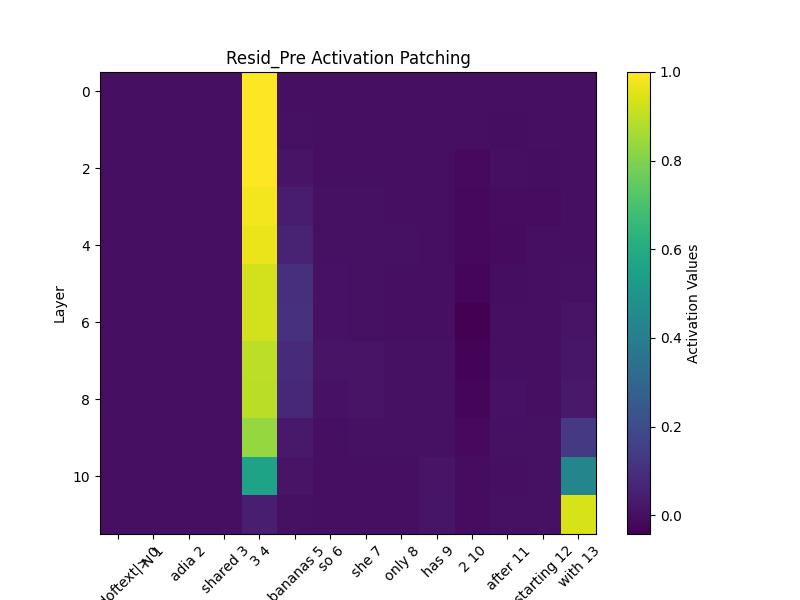 Resid_Pre Activation Patching
Layer
0
2
4
6
8
10
adia 2
shared 3
3 4
bananas 5
so 6
she 7
only 8
has 9
2 10
after 11
starting 12
with 13
1.0
0.8
0.6
0.4
0.2
0.0
Activation Values